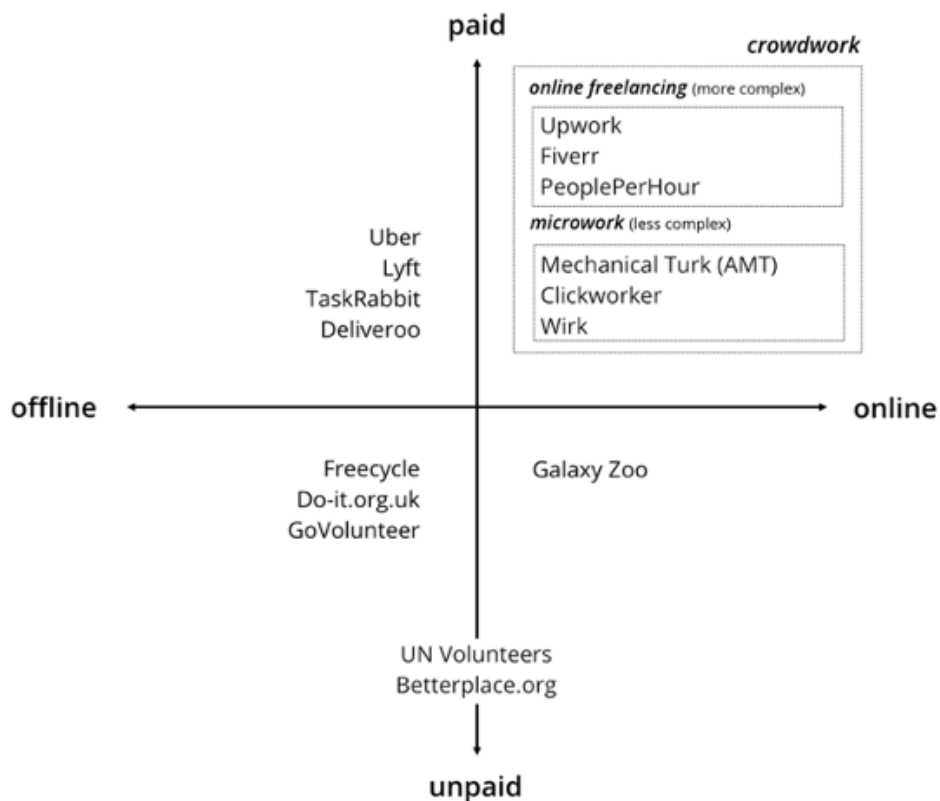 paid
crowdwork
online freelancing (more complex)
Upwork
Fiverr
PeoplePerHour
microwork (less complex)
Mechanical Turk (AMT)
Clickworker
Wirk
Uber
Lyft
TaskRabbit
Deliveroo
offline
online
Freecycle
Do-it.org.uk
GoVolunteer
Galaxy Zoo
UN Volunteers
Betterplace.org
unpaid